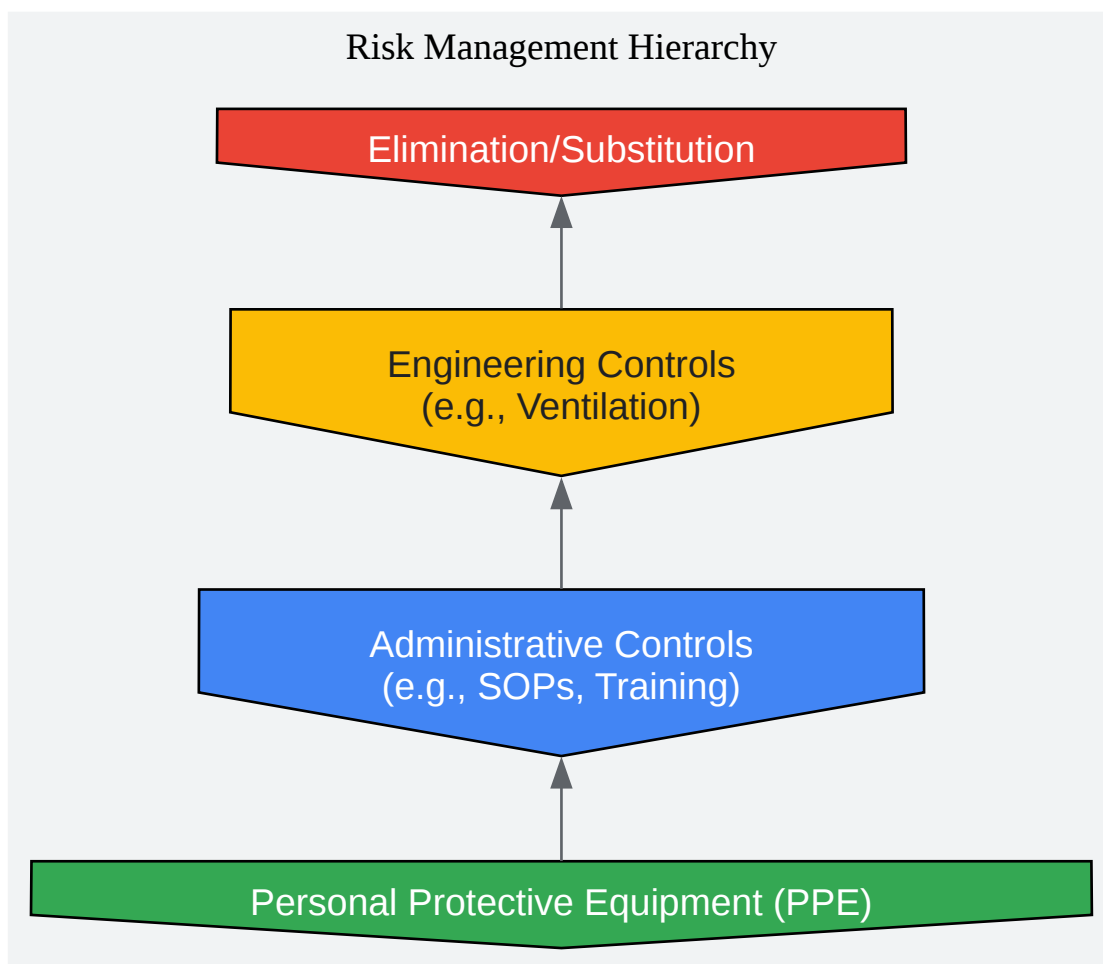 Risk Management Hierarchy
Elimination/Substitution
Engineering Controls
(e.g., Ventilation)
Administrative Controls
(e.g., SOPs, Training)
Personal Protective Equipment (PPE)